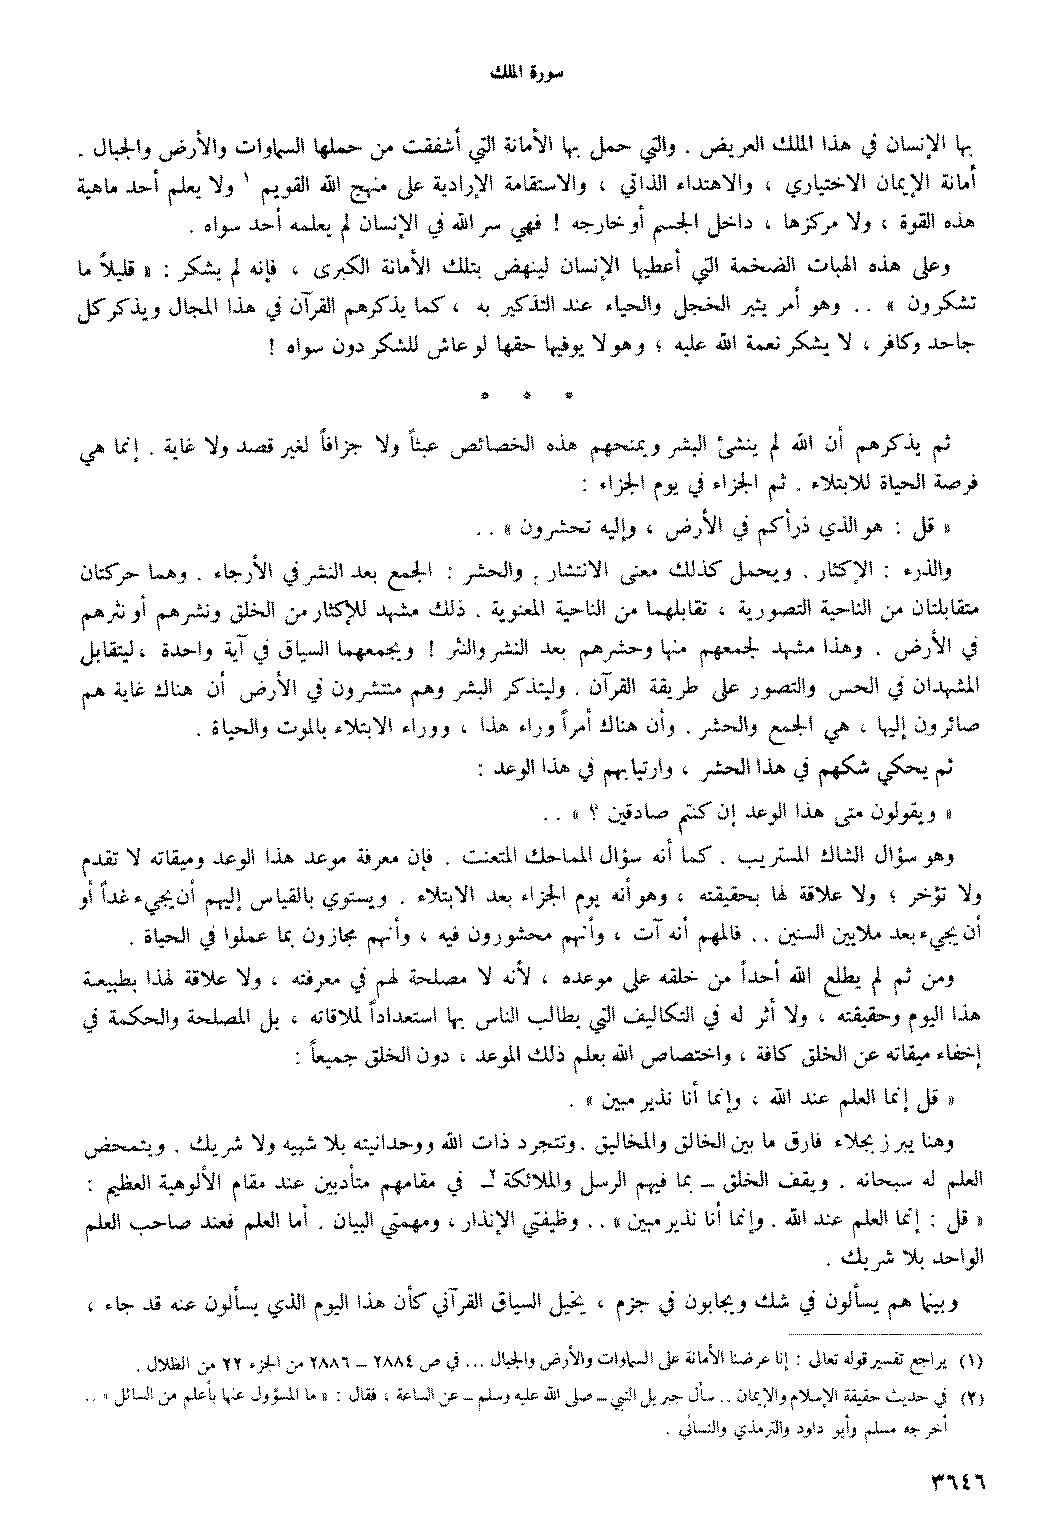 سورة الملك
بها الإنسان في هذا الملك العريض . والتي حمل بها الأمانة التي أشفقت من حملها السماوات والأرض والجبال .
أمانة الإيمان الاختياري ، والاهتداء الذاتي ، والاستقامة الإرادية على منهج الله القويم ١ ولا يعلم أحد ماهية
هذه القوة ، ولا مركزها ، داخل الجسم أو خارجه ! فهي سر الله في الإنسان لم يعلمه أحد سواه .
وعلى هذه الهبات الضخمة التي أعطيها الإنسان لينهض بتلك الأمانة الكبرى ، فإنه لم يشكر : « قليلاً ما
تشكرون » . . وهو أمر يثير الخجل والحياء عند التذكير به ، كما يذكرهم القرآن في هذا المجال ويذكر كل
جاحد وكافر ، لا يشكر نعمة الله عليه ؛ وهو لا يوفيها حقها لو عاش للشكر دون سواه !
* * *
ثم يذكرهم أن الله لم ينشئ البشر ويمنحهم هذه الخصائص عبثاً ولا جزافاً لغير قصد ولا غاية . إنما هي
فرصة الحياة للابتلاء . ثم الجزاء في يوم الجزاء :
« قل : هو الذي ذرأكم في الأرض ، وإليه تحشرون » . .
والذرء : الإكثار . ويحمل كذلك معنى الانتشار . والحشر : الجمع بعد النشر في الأرجاء . وهما حركتان
متقابلتان من الناحية التصورية ، تقابلهما من الناحية المعنوية . ذلك مشهد للإكثار من الخلق ونشرهم أو نثرهم
في الأرض . وهذا مشهد لجمعهم منها وحشرهم بعد النشر والنثر ! ويجمعهما السياق في آية واحدة ، ليتقابل
المشهدان في الحس والتصور على طريقة القرآن . وليتذكر البشر وهم منتشرون في الأرض أن هناك غاية هم
صائرون إليها ، هي الجمع والحشر . وأن هناك أمراً وراء هذا ، ووراء الابتلاء بالموت والحياة .
ثم يحكي شكهم في هذا الحشر ، وارتيابهم في هذا الوعد :
« ويقولون متى هذا الوعد إن كنتم صادقين ؟ » . .
وهو سؤال الشاك المستريب . كما أنه سؤال المماحك المتعنت . فإن معرفة موعد هذا الوعد وميقاته لا تقدم
ولا تؤخر ؛ ولا علاقة لها بحقيقته ، وهو أنه يوم الجزاء بعد الابتلاء . ويستوي بالقياس إليهم أن يجيء غداً أو
أن يجيء بعد ملايين السنين . . فالمهم أنه آت ، وأنهم محشورون فيه ، وأنهم مجازون بما عملوا في الحياة .
ومن ثم لم يطلع الله أحداً من خلقه على موعده ، لأنه لا مصلحة لهم في معرفته ، ولا علاقة لهذا بطبيعة
هذا اليوم وحقيقته ، ولا أثر له في التكاليف التي يطالب الناس بها استعداداً لملاقاته ، بل المصلحة والحكمة في
إخفاء ميقاته عن الخلق كافة ، واختصاص الله بعلم ذلك الموعد ، دون الخلق جميعاً :
« قل إنما العلم عند الله ، وإنما أنا نذير مبين » .
وهنا يبرز بجلاء فارق ما بين الخالق والمخاليق . وتتجرد ذات الله ووحدانيته بلا شبيه ولا شريك . ويتمحض
العلم له سبحانه . ويقف الخلق – بما فيهم الرسل والملائكة ٢ – في مقامهم متأدبين عند مقام الألوهية العظيم :
« قل : إنما العلم عند الله . وإنما أنا نذير مبين » . . وظيفتي الإنذار ، ومهمتي البيان . أما العلم فعند صاحب العلم
الواحد بلا شريك .
وبينما هم يسألون في شك ويجابون في جزم ، يخيل السياق القرآني كأن هذا اليوم الذي يسألون عنه قد جاء ،
(١) يراجع تفسير قوله تعالى : إنا عرضنا الأمانة على السماوات والأرض والجبال ... في ص ٢٨٨٤ – ٢٨٨٦ من الجزء ٢٢ من الظلال .
(٢) في حديث حقيقة الإسلام والإيمان .. سأل جبريل النبي – صلى الله عليه وسلم – عن الساعة ، فقال : « ما المسؤول عنها بأعلم من السائل » ..
أخرجه مسلم وأبو داود والترمذي والنسائي .
٣٦٤٦